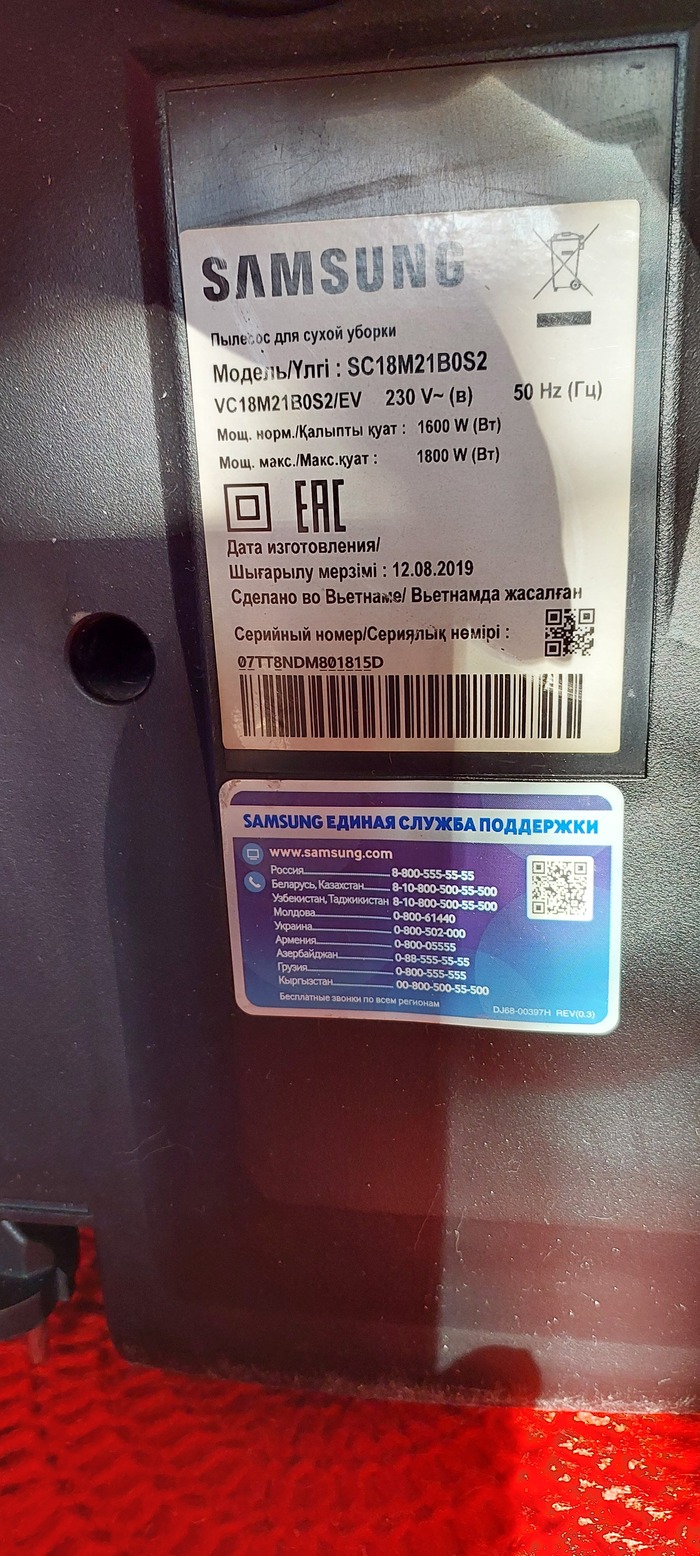 SAMSUNG
Пылесос для сухой уборки
Модель/Үлгі : SC18M21B0S2
VC18M21B0S2/EV 230 V~ (в) 50 Hz (Гц)
Мощ. норм./Қалыпты қуат : 1600 W (Вт)
Мощ. макс./Макс.қуат : 1800 W (Вт)
EAC
Дата изготовления/
Шығарылу мерзімі : 12.08.2019
Сделано во Вьетнаме/ Вьетнамда жасалған
Серийный номер/Сериялық нөмірі :
07TT8NDM801815D
SAMSUNG ЕДИНАЯ СЛУЖБА ПОДДЕРЖКИ
www.samsung.com
Россия 8-800-555-55-55
Беларусь, Казахстан 8-10-800-500-55-500
Узбекистан, Таджикистан 8-10-800-500-55-500
Молдова 0-800-61440
Украина 0-800-502-000
Армения 0-800-05555
Азербайджан 0-88-555-55-55
Грузия 0-800-555-555
Кыргызстан 00-800-500-55-500
Бесплатные звонки по всем регионам
DJ68-00397H REV(0.3)